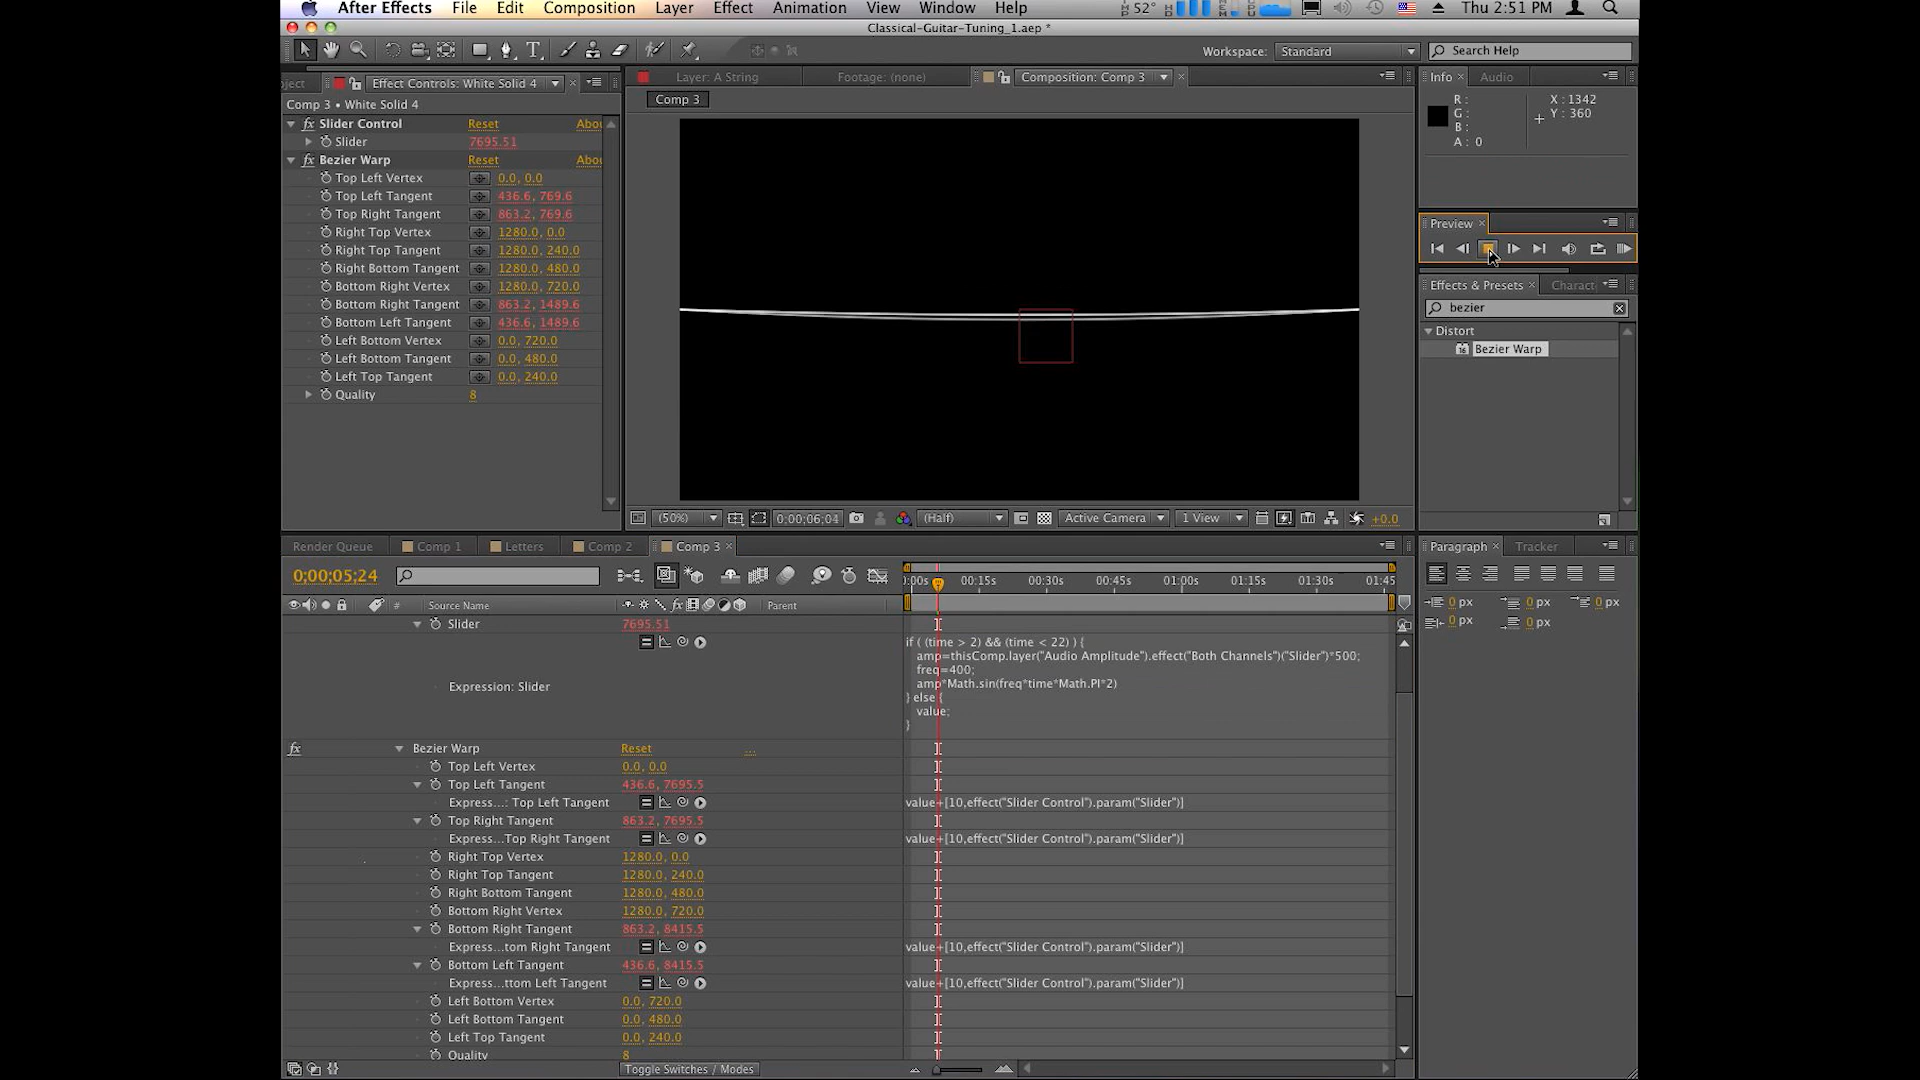 After Effects File Edit Composition Layer Effect Animation View Window Help 52° Thu 2:51 PM
Classical-Guitar-Tuning_1.aep *
Workspace: Standard Search Help
Effect Controls: White Solid 4 Layer: A String Footage: (none) Composition: Comp 3 Info Audio
Comp 3 • White Solid 4
Comp 3
R:
G:
B:
A: 0
X: 1342
Y: 360
fx Slider Control Reset Abou
Slider 7695.51
fx Bezier Warp Reset Abou
Top Left Vertex 0.0, 0.0
Top Left Tangent 436.6, 769.6
Top Right Tangent 863.2, 769.6
Right Top Vertex 1280.0, 0.0
Right Top Tangent 1280.0, 240.0
Right Bottom Tangent 1280.0, 480.0
Bottom Right Vertex 1280.0, 720.0
Bottom Right Tangent 863.2, 1489.6
Bottom Left Tangent 436.6, 1489.6
Left Bottom Vertex 0.0, 720.0
Left Bottom Tangent 0.0, 480.0
Left Top Tangent 0.0, 240.0
Quality 8
Preview
Effects & Presets Charact
bezier
Distort
Bezier Warp
(50%) 0;00;06;04 (Half) Active Camera 1 View +0.0
Render Queue Comp 1 Letters Comp 2 Comp 3
0;00;05;24
00:15s 00:30s 00:45s 01:00s 01:15s 01:30s 01:45
# Source Name Parent
Slider 7695.51
Expression: Slider
if ( (time > 2) && (time < 22) ) {
amp=thisComp.layer("Audio Amplitude").effect("Both Channels")("Slider")*500;
freq=400;
amp*Math.sin(freq*time*Math.PI*2)
} else {
value;
}
fx Bezier Warp Reset ...
Top Left Vertex 0.0, 0.0
Top Left Tangent 436.6, 7695.5
Express...: Top Left Tangent value+[10,effect("Slider Control").param("Slider")]
Top Right Tangent 863.2, 7695.5
Express...Top Right Tangent value+[10,effect("Slider Control").param("Slider")]
Right Top Vertex 1280.0, 0.0
Right Top Tangent 1280.0, 240.0
Right Bottom Tangent 1280.0, 480.0
Bottom Right Vertex 1280.0, 720.0
Bottom Right Tangent 863.2, 8415.5
Express...tom Right Tangent value+[10,effect("Slider Control").param("Slider")]
Bottom Left Tangent 436.6, 8415.5
Express...ttom Left Tangent value+[10,effect("Slider Control").param("Slider")]
Left Bottom Vertex 0.0, 720.0
Left Bottom Tangent 0.0, 480.0
Left Top Tangent 0.0, 240.0
Quality 8
Toggle Switches / Modes
Paragraph Tracker
0 px 0 px 0 px
0 px 0 px